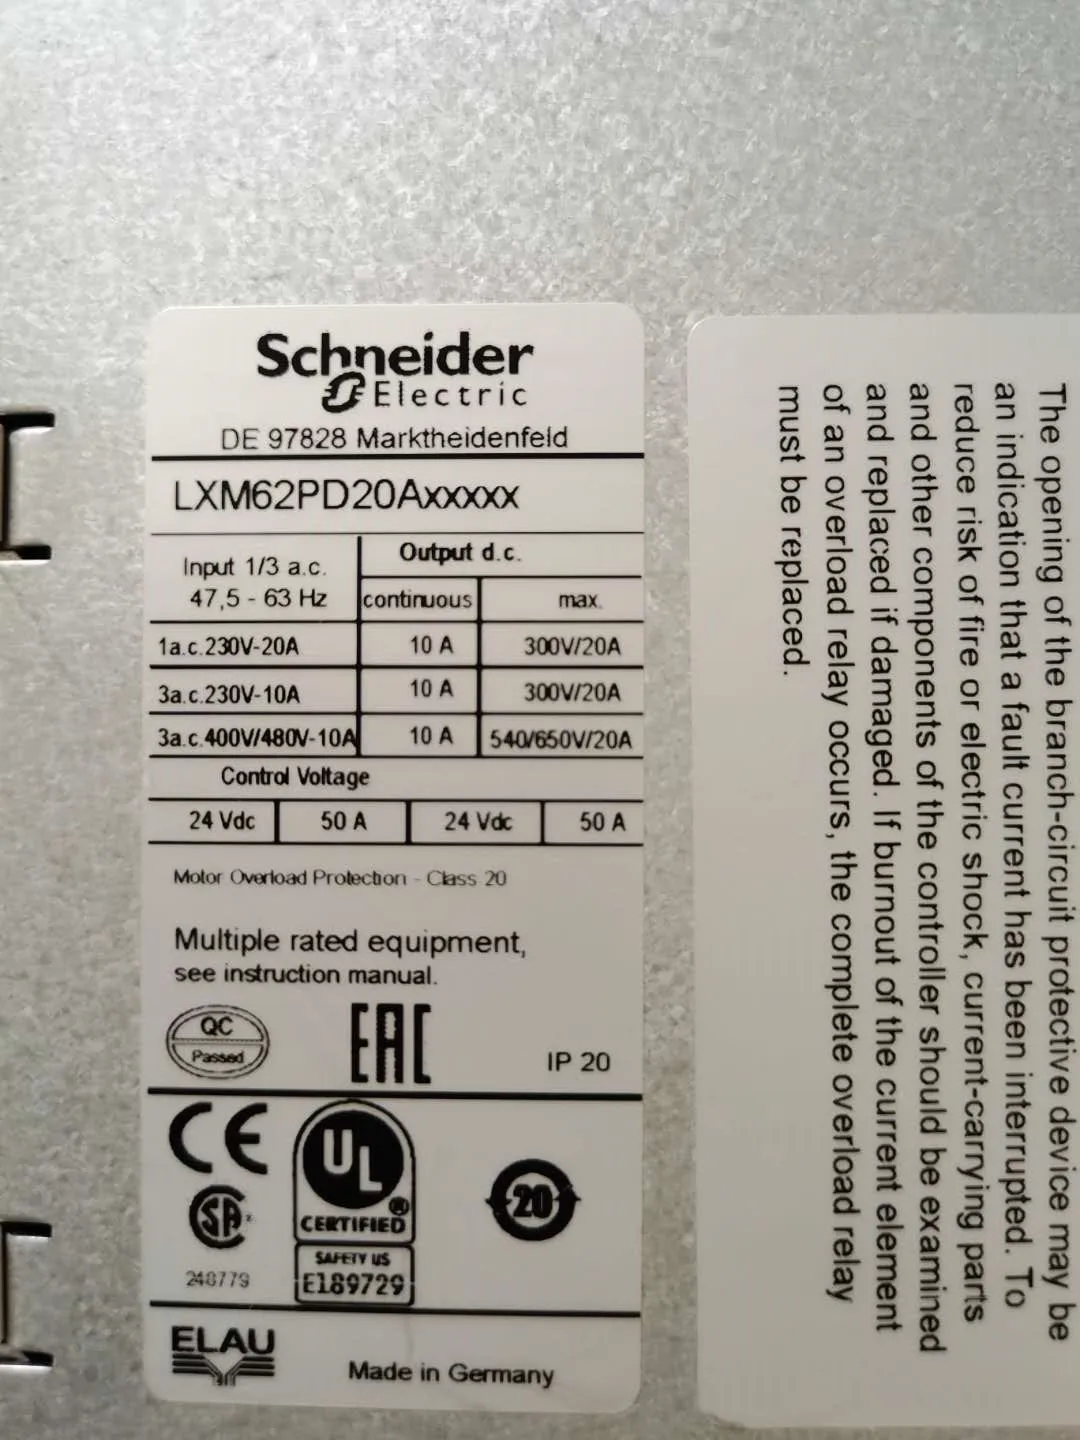 Schneider
Electric
DE 97828 Marktheidenfeld
LXM62PD20Axxxxx
Input 1/3 a.c.
47,5 - 63 Hz
Output d.c.
continuous
max.
1a.c.230V-20A
10 A
300V/20A
3a.c.230V-10A
10 A
300V/20A
3a.c.400V/480V-10A
10 A
540/650V/20A
Control Voltage
24 Vdc
50 A
24 Vdc
50 A
Motor Overload Protection - Class 20
Multiple rated equipment,
see instruction manual.
QC
Passed
EAC
IP 20
CE
UL
®
CERTIFIED
SAFETY US
E189729
SA
20
ELAU
Made in Germany
The opening of the branch-circuit protective device may be
an indication that a fault current has been interrupted. To
reduce risk of fire or electric shock, current-carrying parts
and other components of the controller should be examined
and replaced if damaged. If burnout of the current element
of an overload relay occurs, the complete overload relay
must be replaced.